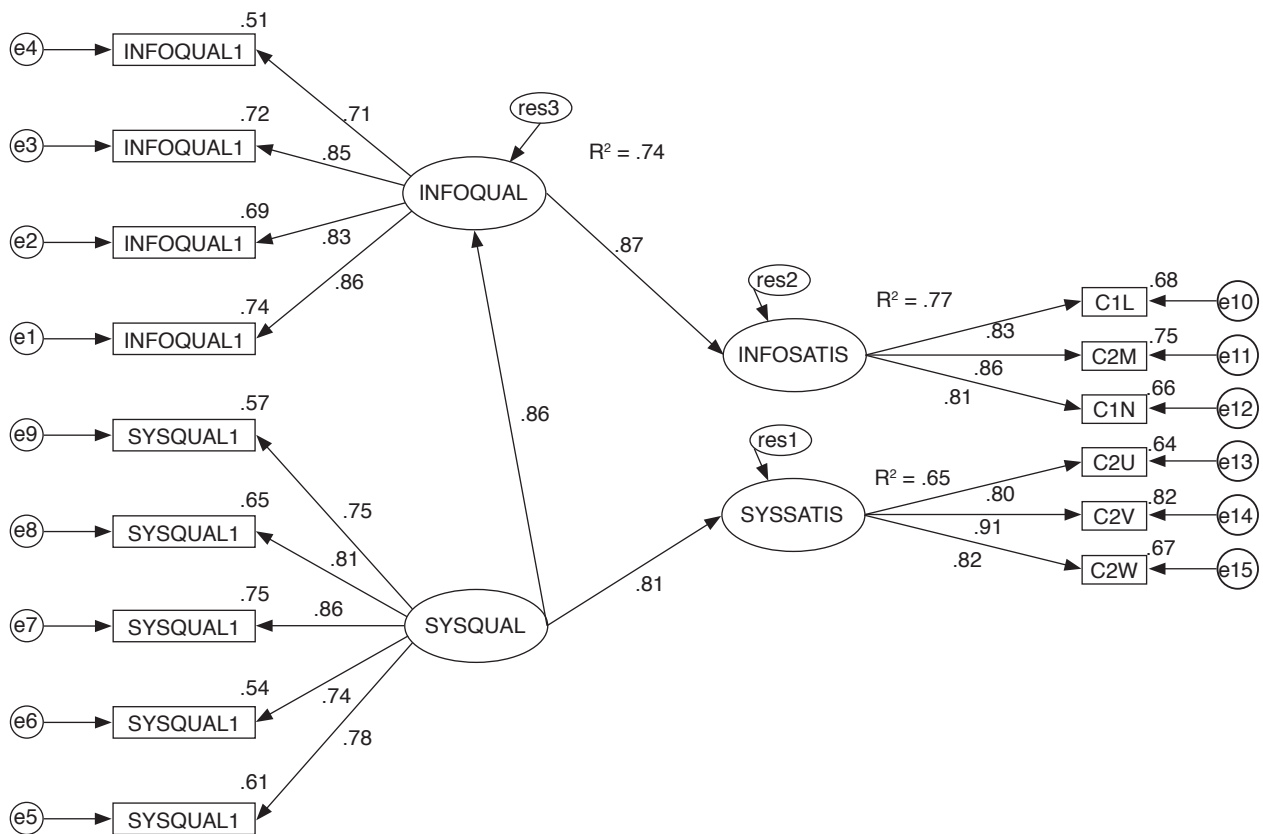 .51
e4
INFOQUAL1
.71
res3
.72
e3
INFOQUAL1
.85
R² = .74
INFOQUAL
.69
e2
INFOQUAL1
.83
.87
.86
.74
e1
INFOQUAL1
res2
R² = .77
.68
C1L
e10
.83
INFOSATIS
.75
C2M
e11
.86
.81
.66
C1N
e12
.86
.57
e9
SYSQUAL1
res1
R² = .65
.64
C2U
e13
.80
SYSSATIS
.82
C2V
e14
.91
.82
.67
C2W
e15
.75
.65
e8
SYSQUAL1
.81
.81
.75
e7
SYSQUAL1
.86
SYSQUAL
.54
e6
SYSQUAL1
.74
.78
.61
e5
SYSQUAL1